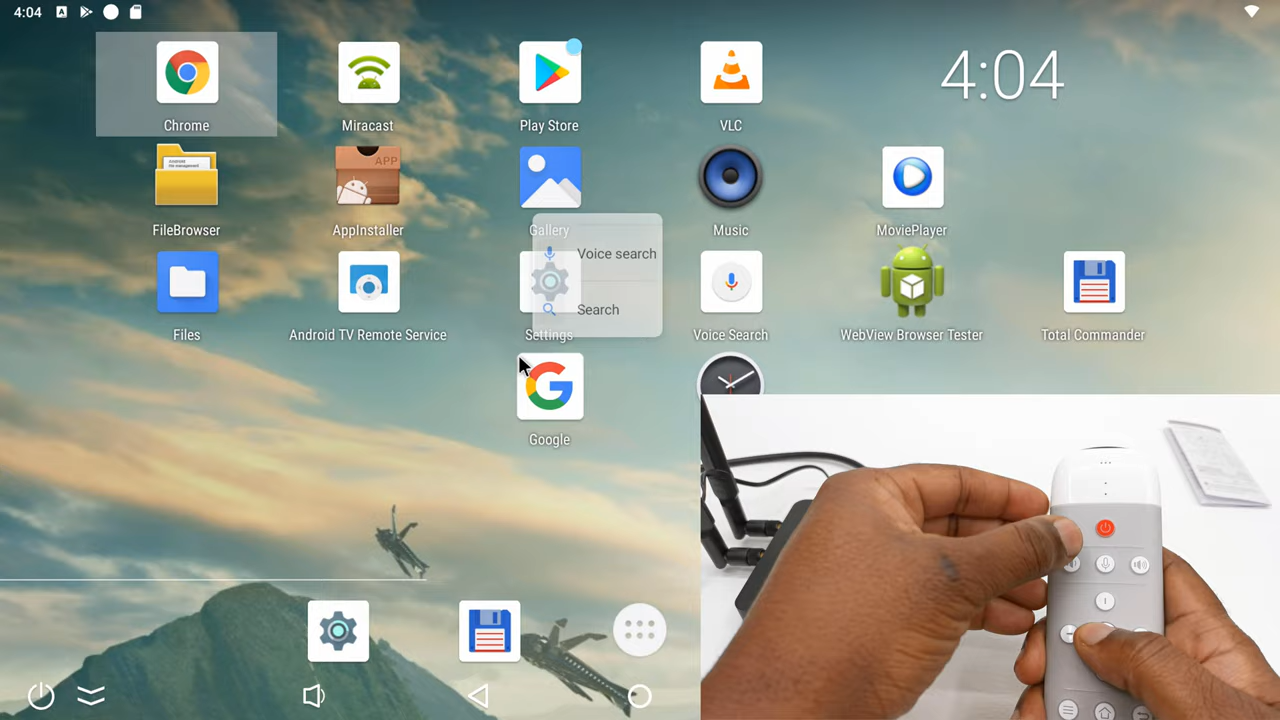 4:04
4:04
Chrome
Miracast
Play Store
VLC
APP
FileBrowser
AppInstaller
Gallery
Music
MoviePlayer
Voice search
Search
Files
Android TV Remote Service
Settings
Voice Search
WebView Browser Tester
Total Commander
Google